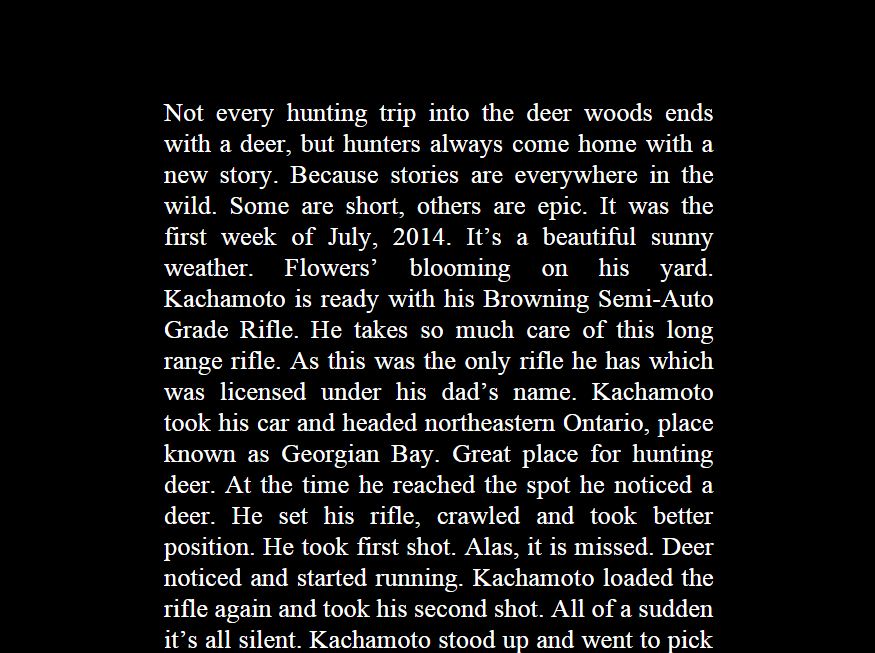 Not every hunting trip into the deer woods ends
with a deer, but hunters always come home with a
new story. Because stories are everywhere in the
wild. Some are short, others are epic. It was the
first week of July, 2014. It’s a beautiful sunny
weather. Flowers’ blooming on his yard.
Kachamoto is ready with his Browning Semi-Auto
Grade Rifle. He takes so much care of this long
range rifle. As this was the only rifle he has which
was licensed under his dad’s name. Kachamoto
took his car and headed northeastern Ontario, place
known as Georgian Bay. Great place for hunting
deer. At the time he reached the spot he noticed a
deer. He set his rifle, crawled and took better
position. He took first shot. Alas, it is missed. Deer
noticed and started running. Kachamoto loaded the
rifle again and took his second shot. All of a sudden
it’s all silent. Kachamoto stood up and went to pick